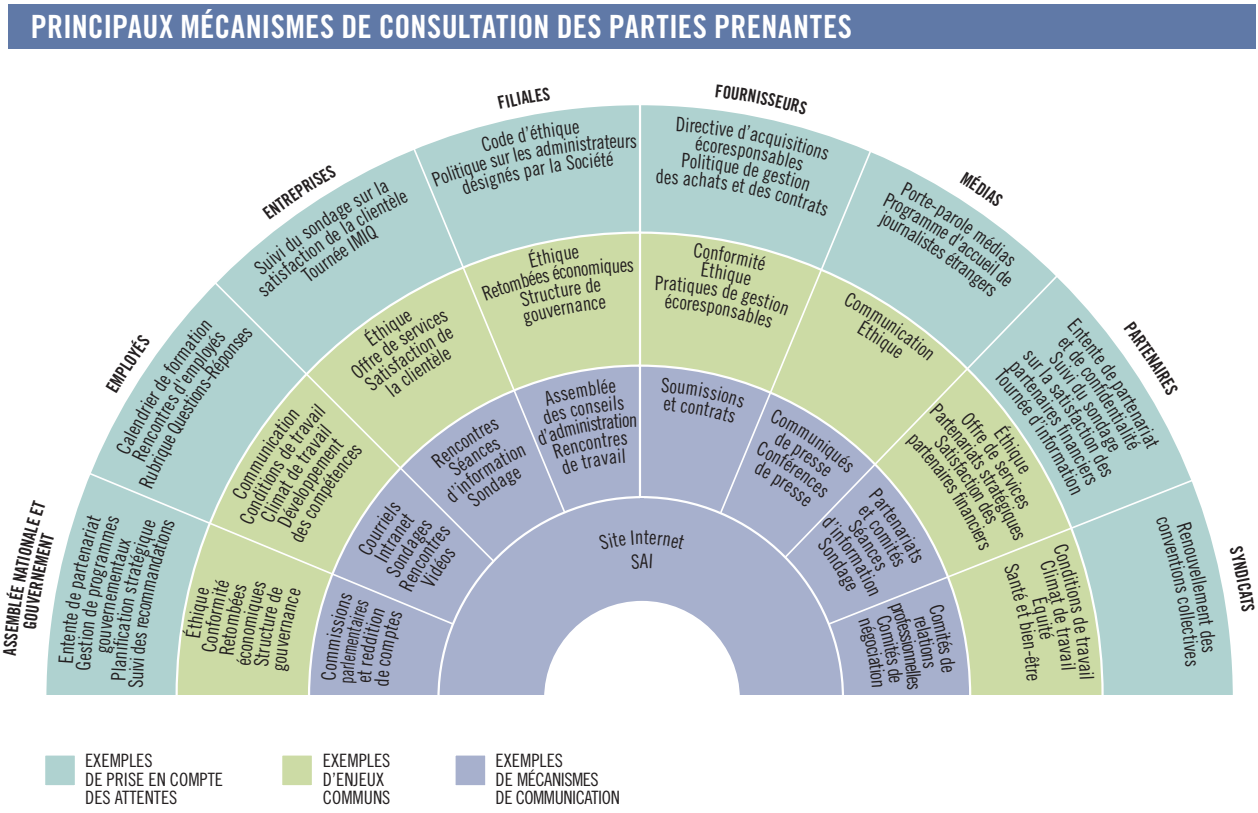 PRINCIPAUX MÉCANISMES DE CONSULTATION DES PARTIES PRENANTES
ASSEMBLÉE NATIONALE ET
GOUVERNEMENT
Entente de partenariat
Gestion de programmes
gouvernementaux
Planification stratégique
Suivi des recommandations
Éthique
Conformité
Retombées
économiques
Structure de
gouvernance
Commissions
parlementaires
et reddition
de comptes
EMPLOYÉS
Calendrier de formation
Rencontres d'employés
Rubrique Questions-Réponses
Communication
Conditions de travail
Climat de travail
Développement
des compétences
Courriels
Intranet
Sondages
Rencontres
Vidéos
ENTREPRISES
Suivi du sondage sur la
satisfaction de la clientèle
Tournée IMIQ
Éthique
Offre de services
Satisfaction de
la clientèle
Rencontres
Séances
d'information
Sondage
FILIALES
Code d'éthique
Politique sur les administrateurs
désignés par la Société
Éthique
Retombées économiques
Structure de
gouvernance
Assemblée
des conseils
d'administration
Rencontres
de travail
FOURNISSEURS
Directive d'acquisitions
écoresponsables
Politique de gestion
des achats et des contrats
Conformité
Éthique
Pratiques de gestion
écoresponsables
Soumissions
et contrats
MÉDIAS
Porte-parole médias
Programme d'accueil de
journalistes étrangers
Communication
Éthique
Communiqués
de presse
Conférences
de presse
PARTENAIRES
Entente de partenariat
et de confidentialité
Suivi du sondage
sur la satisfaction des
partenaires financiers
Tournée d'information
Éthique
Offre de services
Partenariats stratégiques
Satisfaction des
partenaires financiers
Partenariats
et comités
Séances
d'information
Sondage
SYNDICATS
Renouvellement des
conventions collectives
Conditions de travail
Climat de travail
Équité
Santé et bien-être
Comités de
relations
professionnelles
Comités de
négociation
Site Internet
SAI
EXEMPLES
DE PRISE EN COMPTE
DES ATTENTES
EXEMPLES
D'ENJEUX
COMMUNS
EXEMPLES
DE MÉCANISMES
DE COMMUNICATION